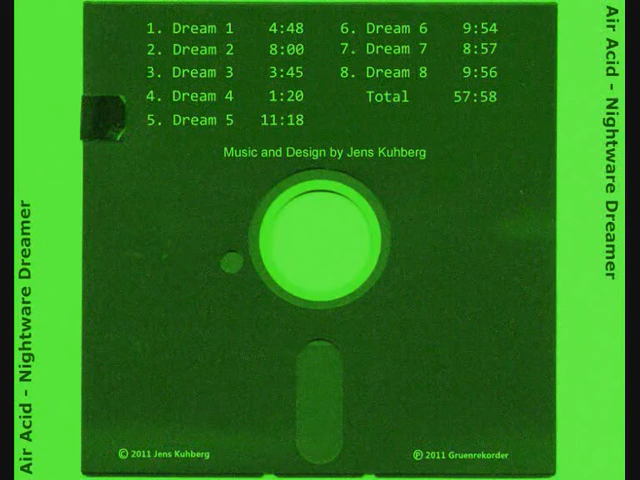 1. Dream 1 4:48
2. Dream 2 8:00
3. Dream 3 3:45
4. Dream 4 1:20
5. Dream 5 11:18
6. Dream 6 9:54
7. Dream 7 8:57
8. Dream 8 9:56
Total 57:58
Music and Design by Jens Kuhberg
© 2011 Jens Kuhberg
℗ 2011 Gruenrekorder
Air Acid - Nightware Dreamer
Air Acid - Nightware Dreamer